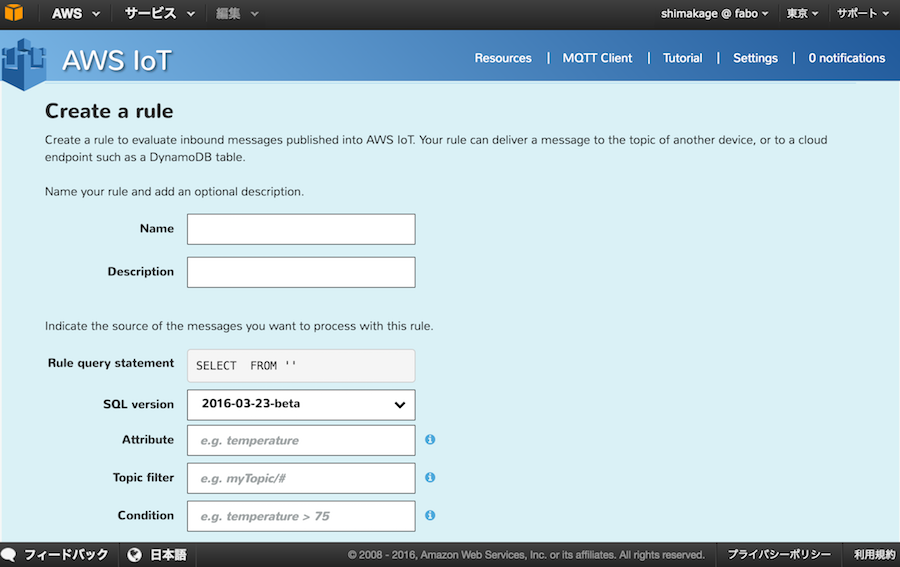 AWS サービス 編集 shimakage @ fabo 東京 サポート
AWS IoT Resources | MQTT Client | Tutorial | Settings | 0 notifications
Create a rule
Create a rule to evaluate inbound messages published into AWS IoT. Your rule can deliver a message to the topic of another device, or to a cloud
endpoint such as a DynamoDB table.
Name your rule and add an optional description.
Name
Description
Indicate the source of the messages you want to process with this rule.
Rule query statement SELECT  FROM ''
SQL version 2016-03-23-beta
Attribute e.g. temperature
Topic filter e.g. myTopic/#
Condition e.g. temperature > 75
フィードバック 日本語 © 2008 - 2016, Amazon Web Services, Inc. or its affiliates. All rights reserved. プライバシーポリシー 利用規約